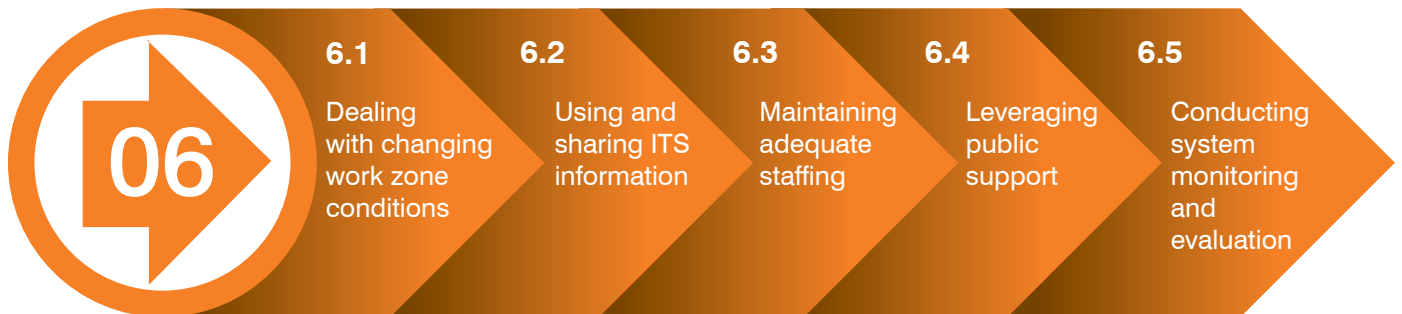 06
6.1
Dealing
with changing
work zone
conditions
6.2
Using and
sharing ITS
information
6.3
Maintaining
adequate
staffing
6.4
Leveraging
public
support
6.5
Conducting
system
monitoring
and
evaluation